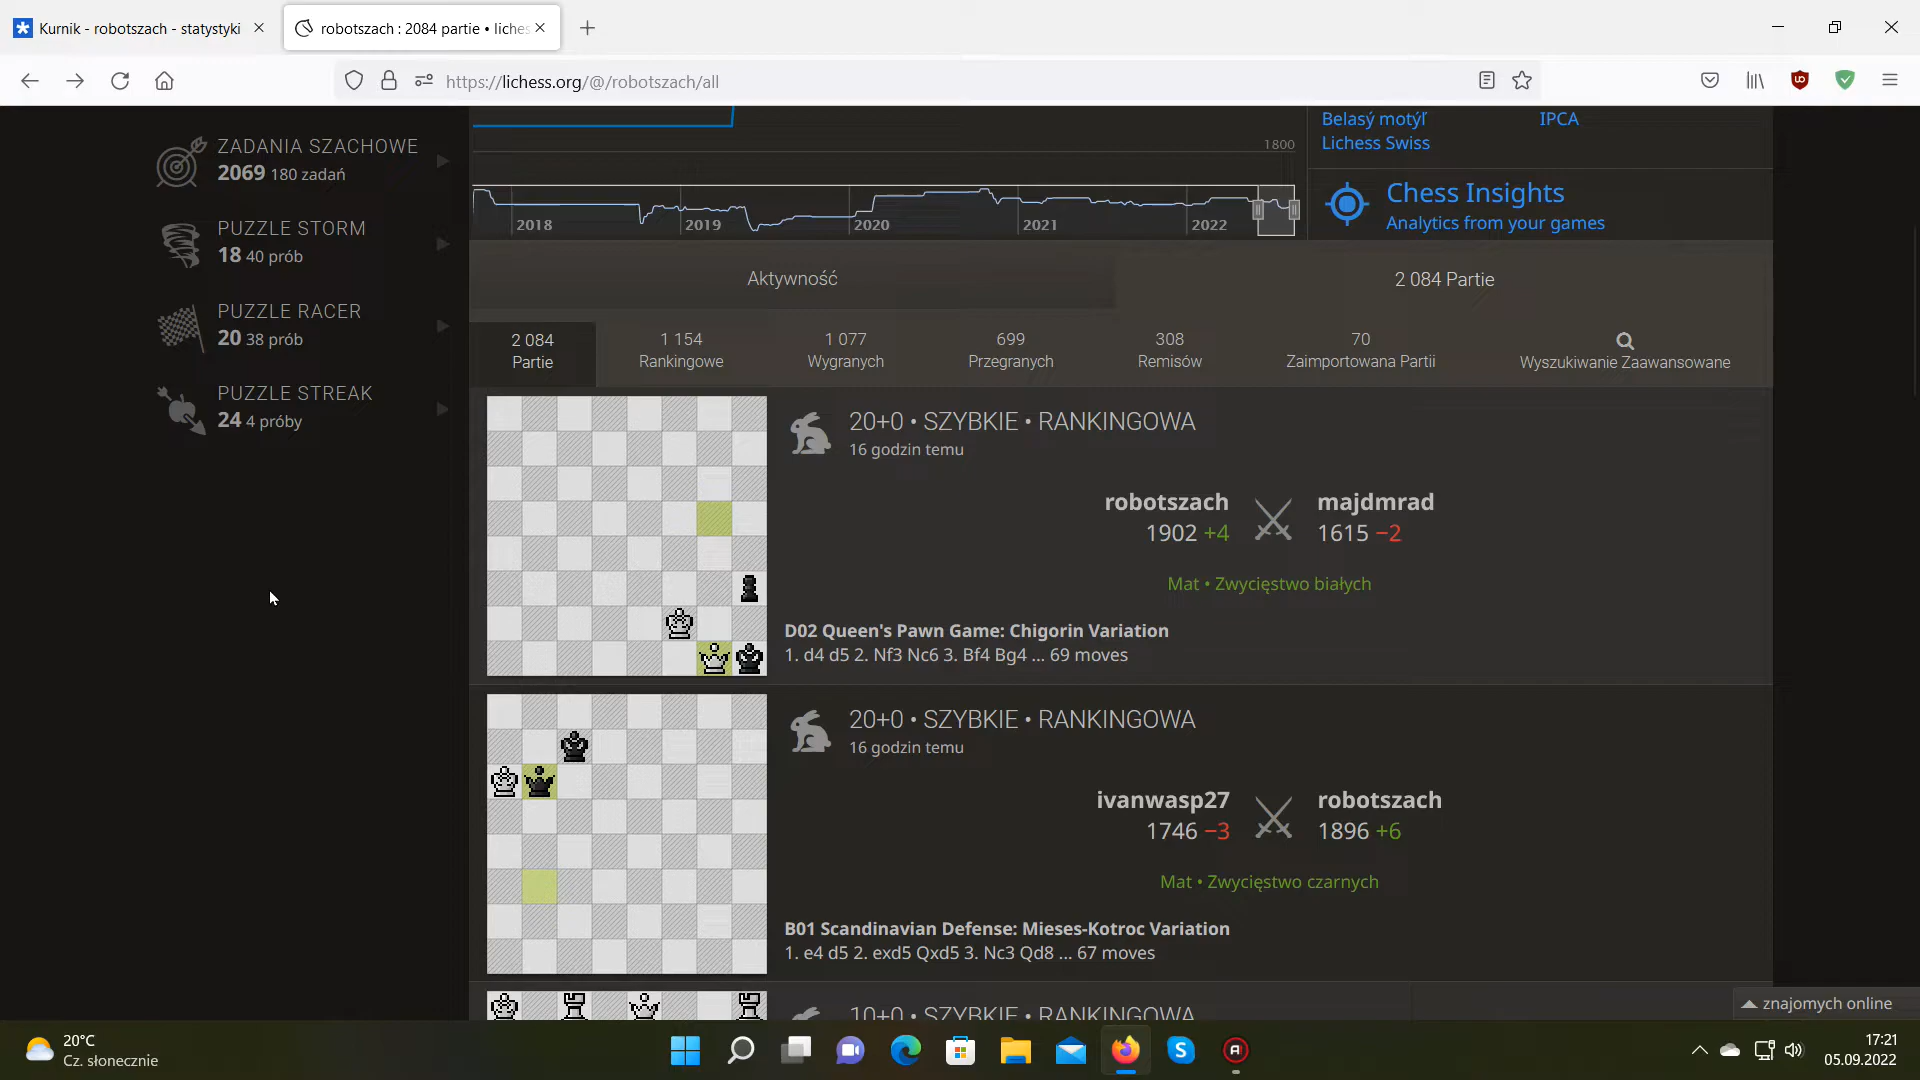 Kurnik - robotszach - statystyki
robotszach : 2084 partie • liches
https://lichess.org/@/robotszach/all
ZADANIA SZACHOWE
2069 180 zadań
PUZZLE STORM
18 40 prób
PUZZLE RACER
20 38 prób
PUZZLE STREAK
24 4 próby
1800
2018 2019 2020 2021 2022
Belasý motýľ IPCA
Lichess Swiss
Chess Insights
Analytics from your games
Aktywność 2 084 Partie
2 084 1 154 1 077 699 308 70
Partie Rankingowe Wygranych Przegranych Remisów Zaimportowana Partii Wyszukiwanie Zaawansowane
20+0 • SZYBKIE • RANKINGOWA
16 godzin temu
robotszach majdmrad
1902 +4 1615 −2
Mat • Zwycięstwo białych
D02 Queen's Pawn Game: Chigorin Variation
1. d4 d5 2. Nf3 Nc6 3. Bf4 Bg4 ... 69 moves
20+0 • SZYBKIE • RANKINGOWA
16 godzin temu
ivanwasp27 robotszach
1746 −3 1896 +6
Mat • Zwycięstwo czarnych
B01 Scandinavian Defense: Mieses-Kotroc Variation
1. e4 d5 2. exd5 Qxd5 3. Nc3 Qd8 ... 67 moves
10+0 • SZYBKIE • RANKINGOWA
znajomych online
20°C
Cz. słonecznie
17:21
05.09.2022